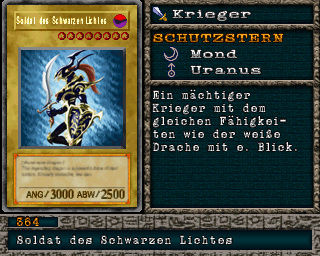 Soldat des Schwarzen Lichtes
ANG/3000 ABW/2500
Krieger
SCHUTZSTERN
Mond
Uranus
Ein mächtiger
Krieger mit dem
gleichen Fähigkei-
ten wie der weiße
Drache mit e. Blick.
364
Soldat des Schwarzen Lichtes